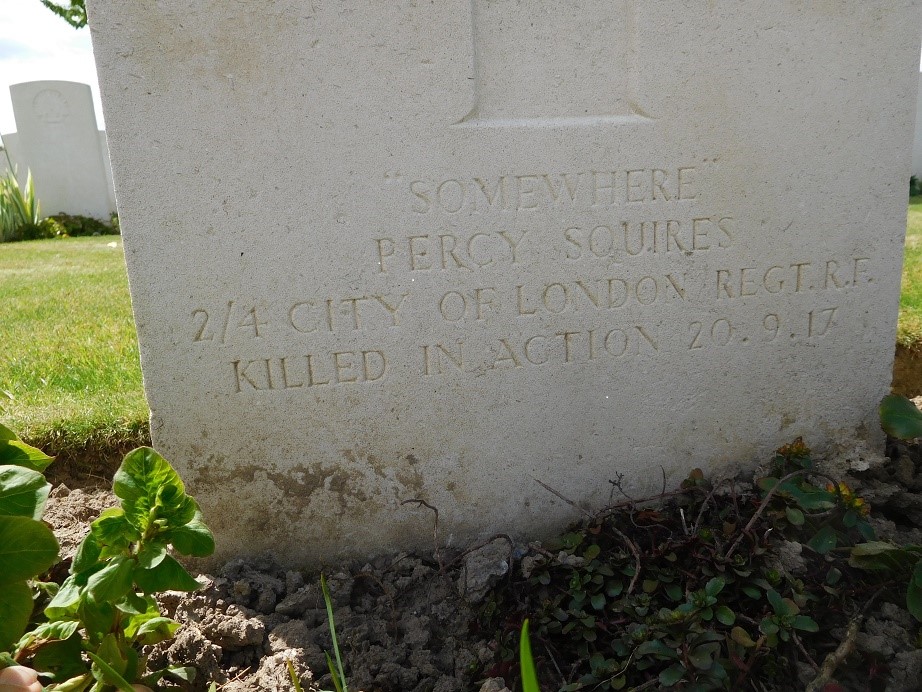 "SOMEWHERE"
PERCY SQUIRES
2/4 CITY OF LONDON REGT. R.F.
KILLED IN ACTION 20.9.17